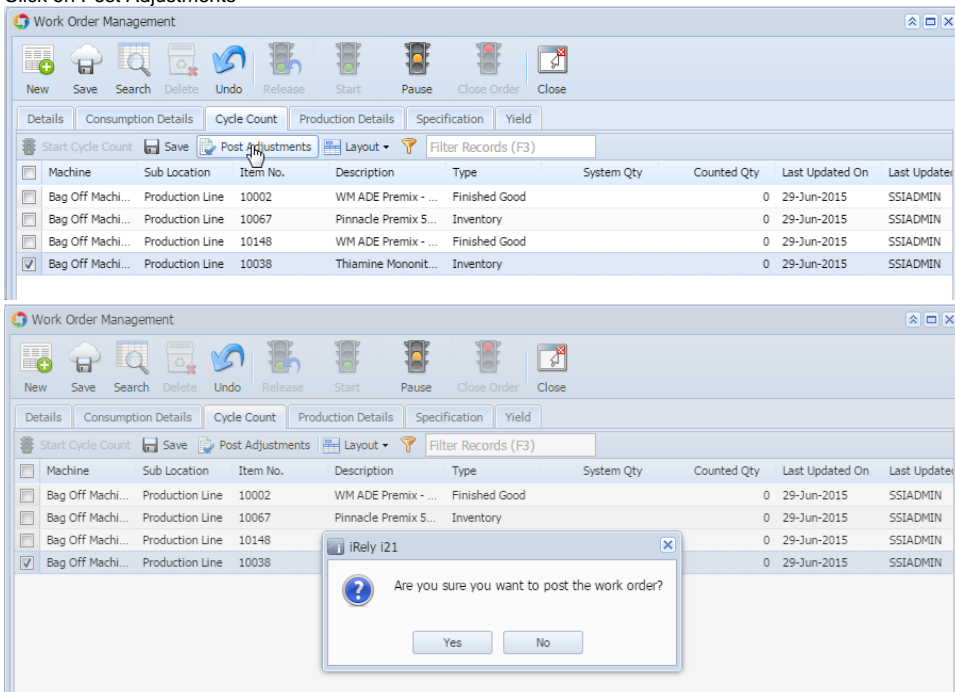 Click on Post Adjustments
Work Order Management
New Save Search Delete Undo Release Start Pause Close Order Close
Details Consumption Details Cycle Count Production Details Specification Yield
Start Cycle Count Save Post Adjustments Layout Filter Records (F3)
Machine Sub Location Item No. Description Type System Qty Counted Qty Last Updated On Last Update
Bag Off Machi... Production Line 10002 WM ADE Premix - ... Finished Good 0 29-Jun-2015 SSIADMIN
Bag Off Machi... Production Line 10067 Pinnacle Premix 5... Inventory 0 29-Jun-2015 SSIADMIN
Bag Off Machi... Production Line 10148 WM ADE Premix - ... Finished Good 0 29-Jun-2015 SSIADMIN
Bag Off Machi... Production Line 10038 Thiamine Mononit... Inventory 0 29-Jun-2015 SSIADMIN
Work Order Management
New Save Search Delete Undo Release Start Pause Close Order Close
Details Consumption Details Cycle Count Production Details Specification Yield
Start Cycle Count Save Post Adjustments Layout Filter Records (F3)
Machine Sub Location Item No. Description Type System Qty Counted Qty Last Updated On Last Update
Bag Off Machi... Production Line 10002 WM ADE Premix - ... Finished Good 0 29-Jun-2015 SSIADMIN
Bag Off Machi... Production Line 10067 Pinnacle Premix 5... Inventory 0 29-Jun-2015 SSIADMIN
Bag Off Machi... Production Line 10148 0 29-Jun-2015 SSIADMIN
Bag Off Machi... Production Line 10038 0 29-Jun-2015 SSIADMIN
iRely i21
Are you sure you want to post the work order?
Yes No